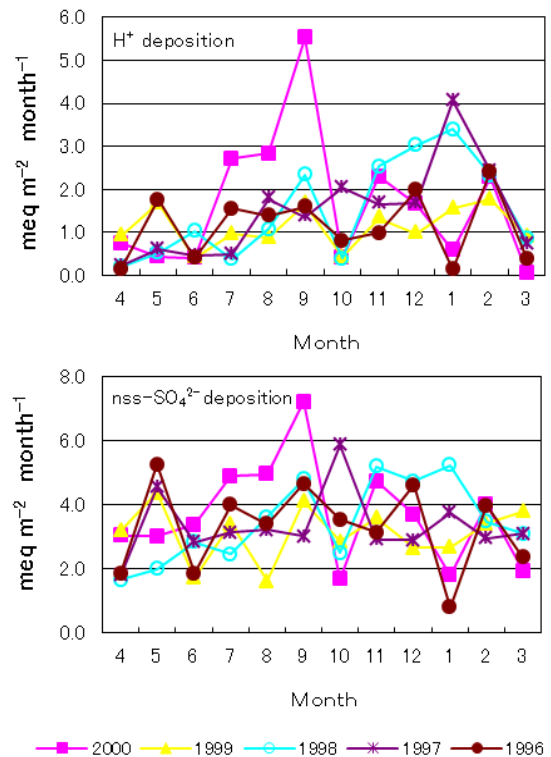 H⁺ deposition
meq m⁻² month⁻¹
6.0
5.0
4.0
3.0
2.0
1.0
0.0
4 5 6 7 8 9 10 11 12 1 2 3
Month
nss-SO₄²⁻ deposition
meq m⁻² month⁻¹
8.0
6.0
4.0
2.0
0.0
4 5 6 7 8 9 10 11 12 1 2 3
Month
2000 1999 1998 1997 1996